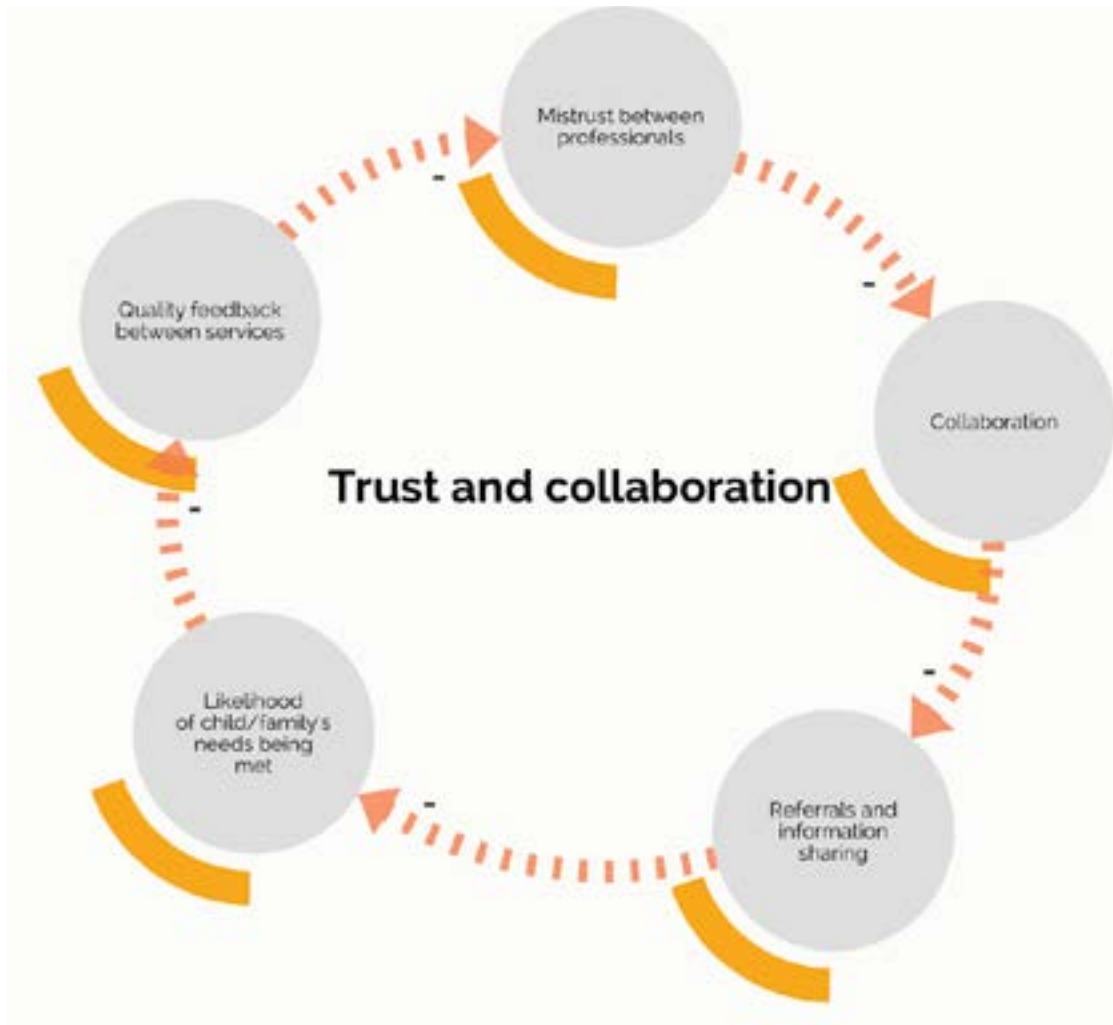 Mistrust between
professionals
-
-
Quality feedback
between services
Collaboration
Trust and collaboration
-
-
Likelihood
of child/family's
needs being
met
-
Referrals and
information
sharing